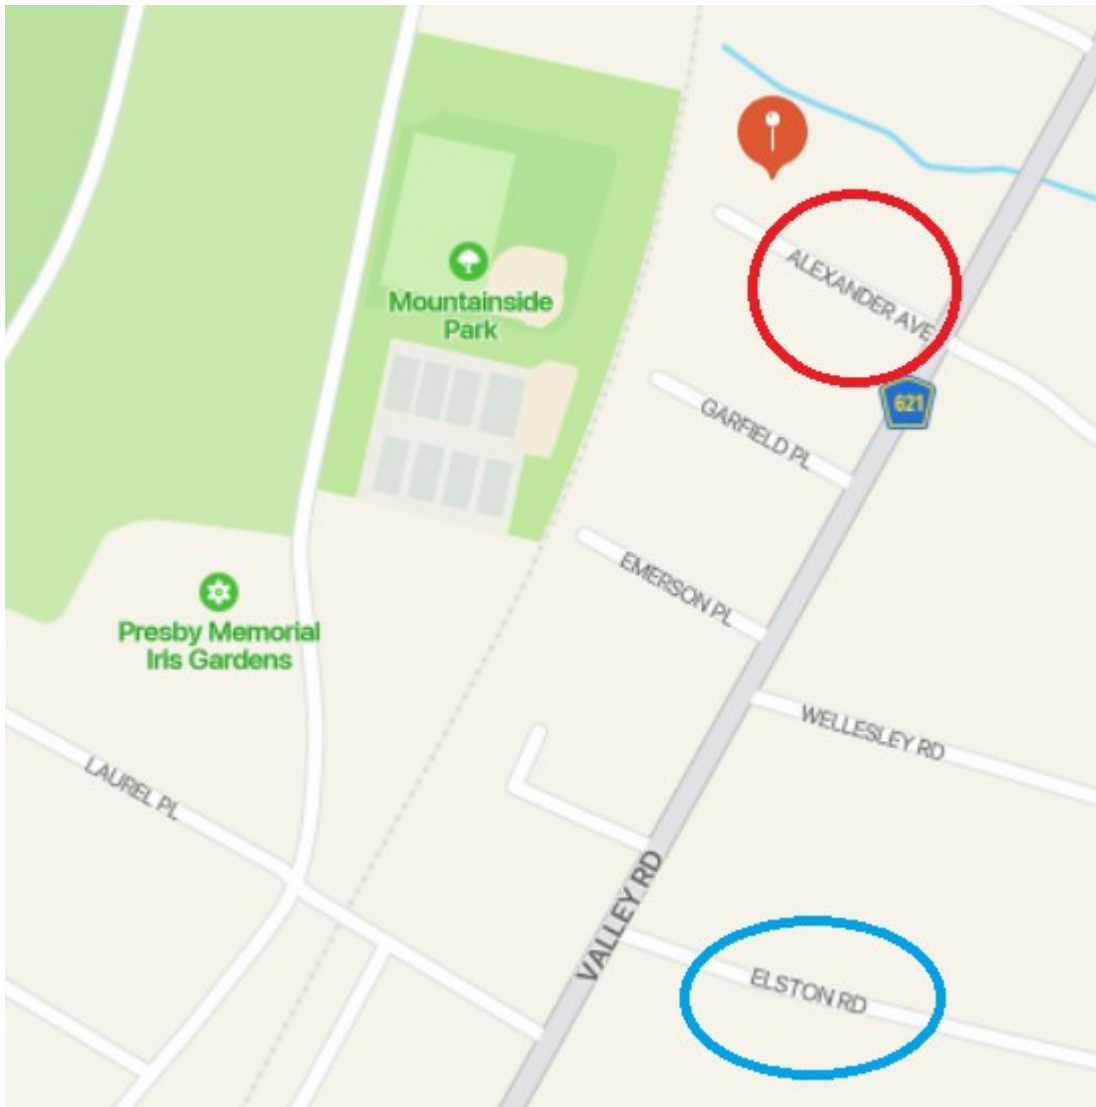 ALEXANDER AVE
Mountainside
Park
621
GARFIELD PL
EMERSON PL
Presby Memorial
Iris Gardens
WELLESLEY RD
LAUREL PL
VALLEY RD
ELSTON RD